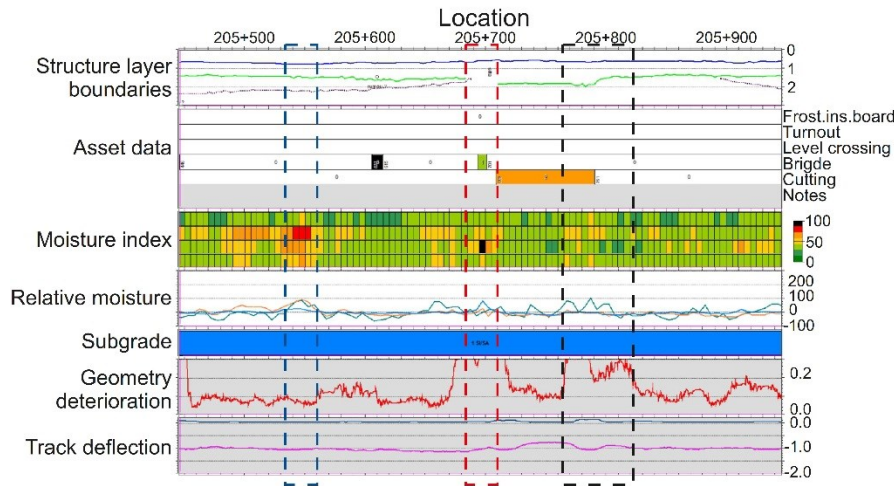 Location
205+500 205+600 205+700 205+800 205+900
Structure layer
boundaries
0
1
2
Asset data
Frost.ins.board
Turnout
Level crossing
Brigde
Cutting
Notes
Moisture index
100
50
0
Relative moisture
200
100
0
-100
Subgrade
Geometry
deterioration
0.2
0.0
Track deflection
0.0
-1.0
-2.0